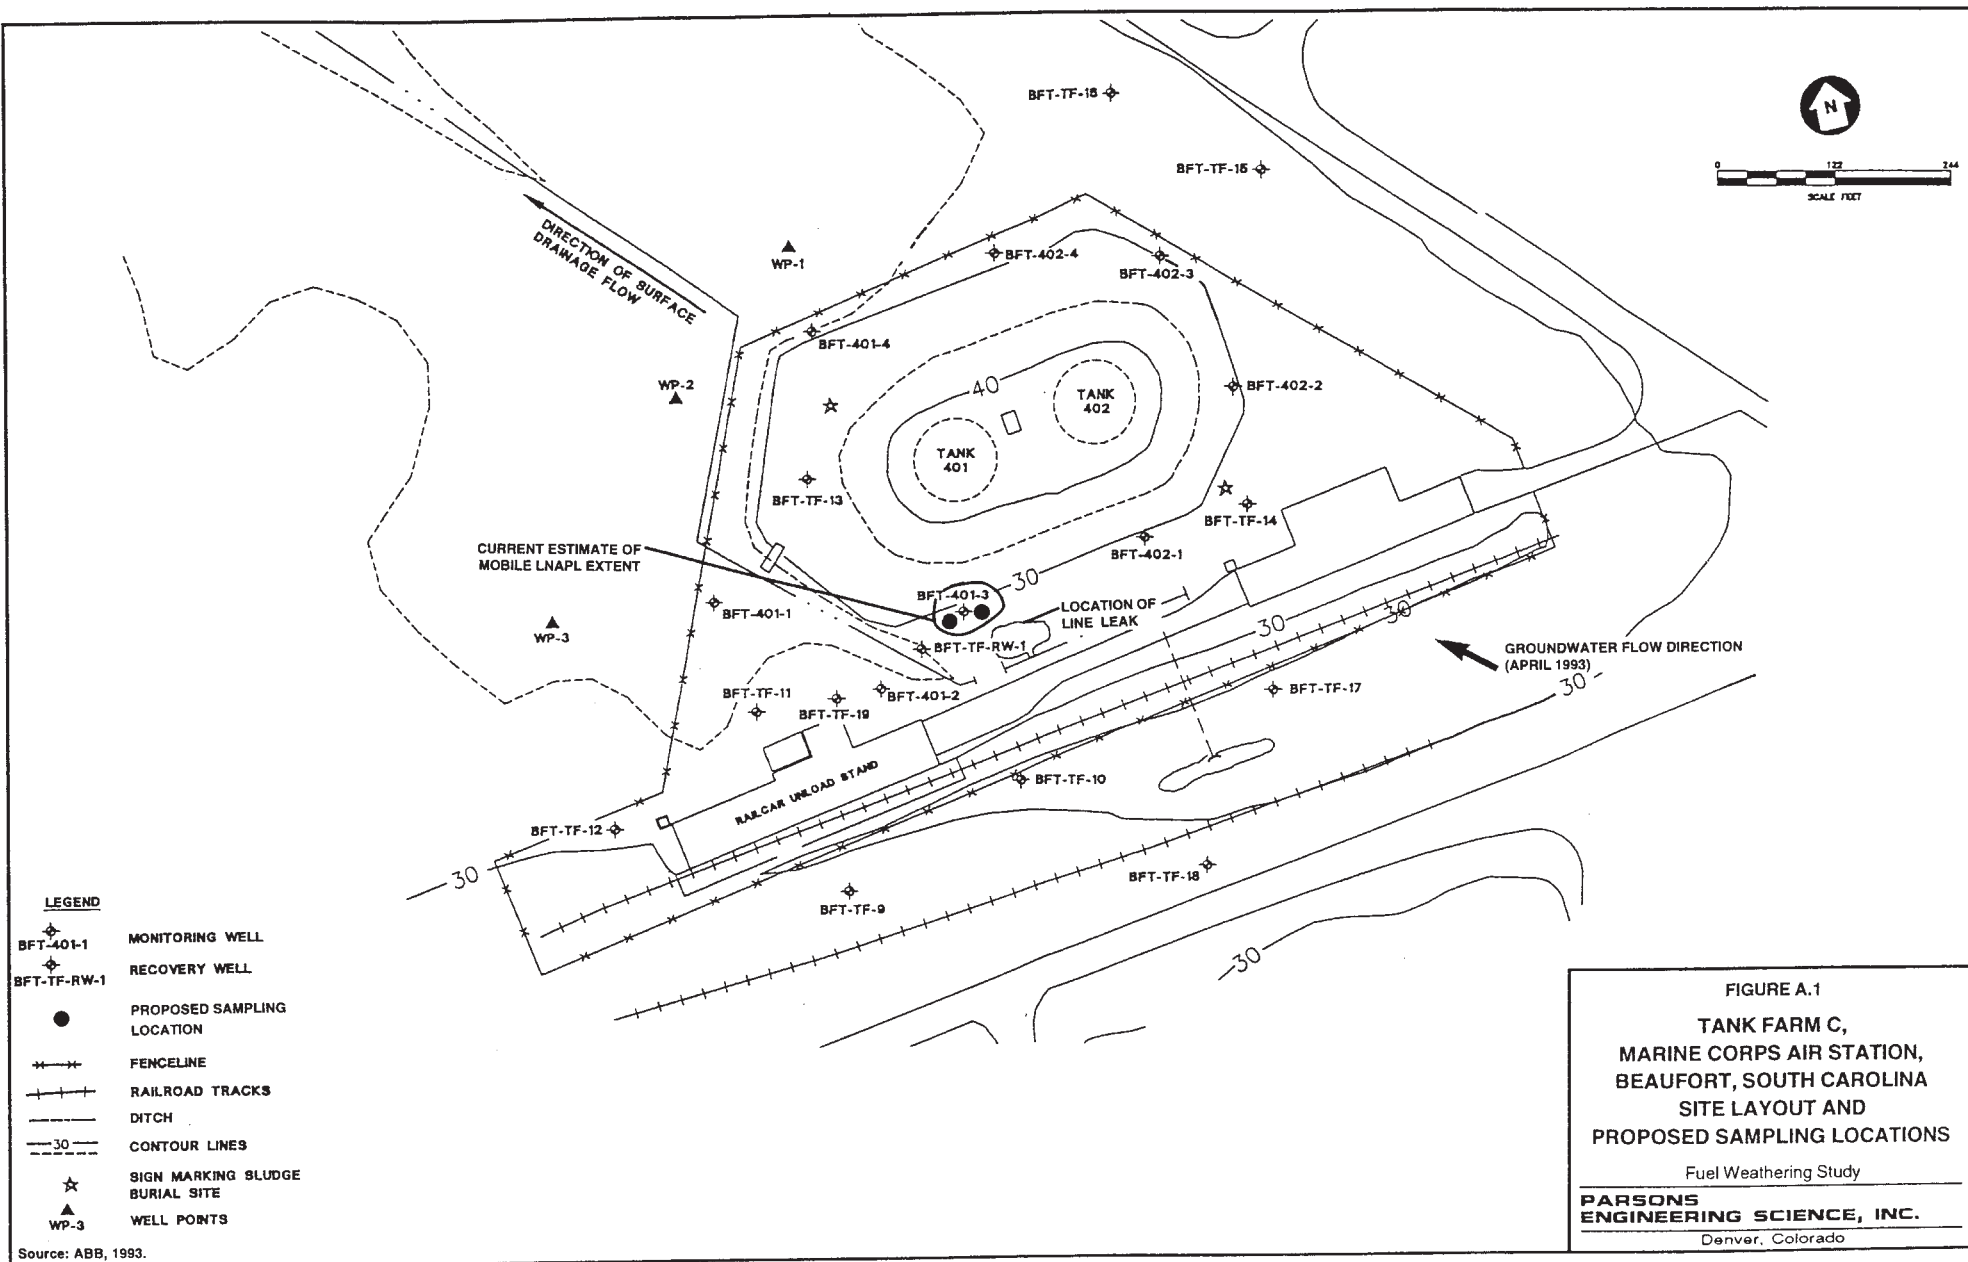 BFT-TF-16
N
BFT-TF-15
0 122 244
SCALE FEET
DIRECTION OF SURFACE
DRAINAGE FLOW
WP-1
BFT-402-4
BFT-402-3
BFT-401-4
WP-2
40
TANK
402
BFT-402-2
TANK
401
BFT-TF-13
BFT-TF-14
BFT-402-1
CURRENT ESTIMATE OF
MOBILE LNAPL EXTENT
30
BFT-401-3
BFT-401-1
LOCATION OF
LINE LEAK
WP-3
30
30
BFT-TF-RW-1
GROUNDWATER FLOW DIRECTION
(APRIL 1993)
30
BFT-TF-11
BFT-401-2
BFT-TF-17
BFT-TF-19
RAILCAR UNLOAD STAND
BFT-TF-10
BFT-TF-12
30
BFT-TF-18
BFT-TF-9
30
LEGEND
BFT-401-1 MONITORING WELL
BFT-TF-RW-1 RECOVERY WELL
PROPOSED SAMPLING
LOCATION
FENCELINE
RAILROAD TRACKS
DITCH
30 CONTOUR LINES
SIGN MARKING SLUDGE
BURIAL SITE
WP-3 WELL POINTS
Source: ABB, 1993.
FIGURE A.1
TANK FARM C,
MARINE CORPS AIR STATION,
BEAUFORT, SOUTH CAROLINA
SITE LAYOUT AND
PROPOSED SAMPLING LOCATIONS
Fuel Weathering Study
PARSONS
ENGINEERING SCIENCE, INC.
Denver, Colorado